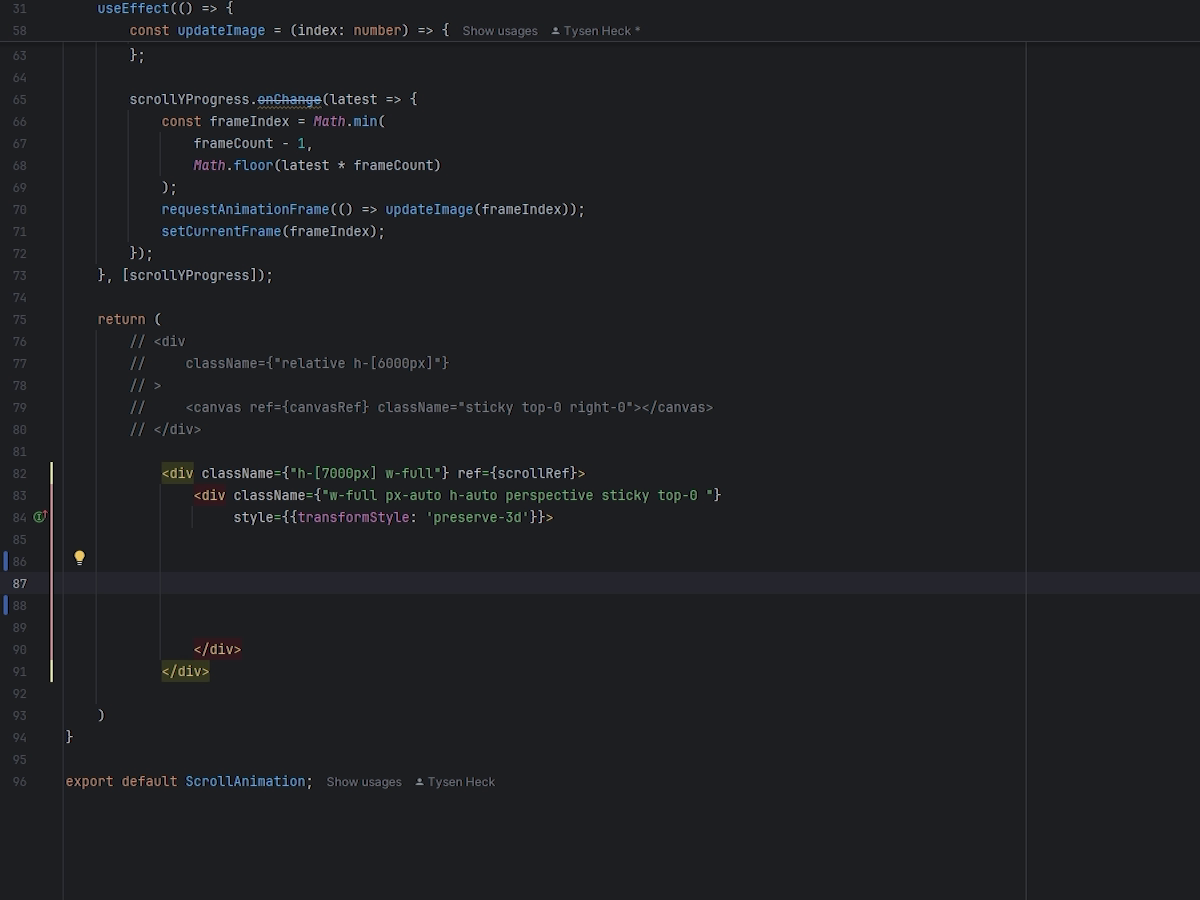 31 useEffect(() => {
58 const updateImage = (index: number) => { Show usages Tysen Heck *
63 };
64
65 scrollYProgress.onChange(latest => {
66 const frameIndex = Math.min(
67 frameCount - 1,
68 Math.floor(latest * frameCount)
69 );
70 requestAnimationFrame(() => updateImage(frameIndex));
71 setCurrentFrame(frameIndex);
72 });
73 }, [scrollYProgress]);
74
75 return (
76 // <div
77 // className={"relative h-[6000px]"}
78 // >
79 // <canvas ref={canvasRef} className="sticky top-0 right-0"></canvas>
80 // </div>
81
82 <div className={"h-[7000px] w-full"} ref={scrollRef}>
83 <div className={"w-full px-auto h-auto perspective sticky top-0 "}
84 style={{transformStyle: 'preserve-3d'}}>
85
86
87
88
89
90 </div>
91 </div>
92
93 )
94 }
95
96 export default ScrollAnimation; Show usages Tysen Heck